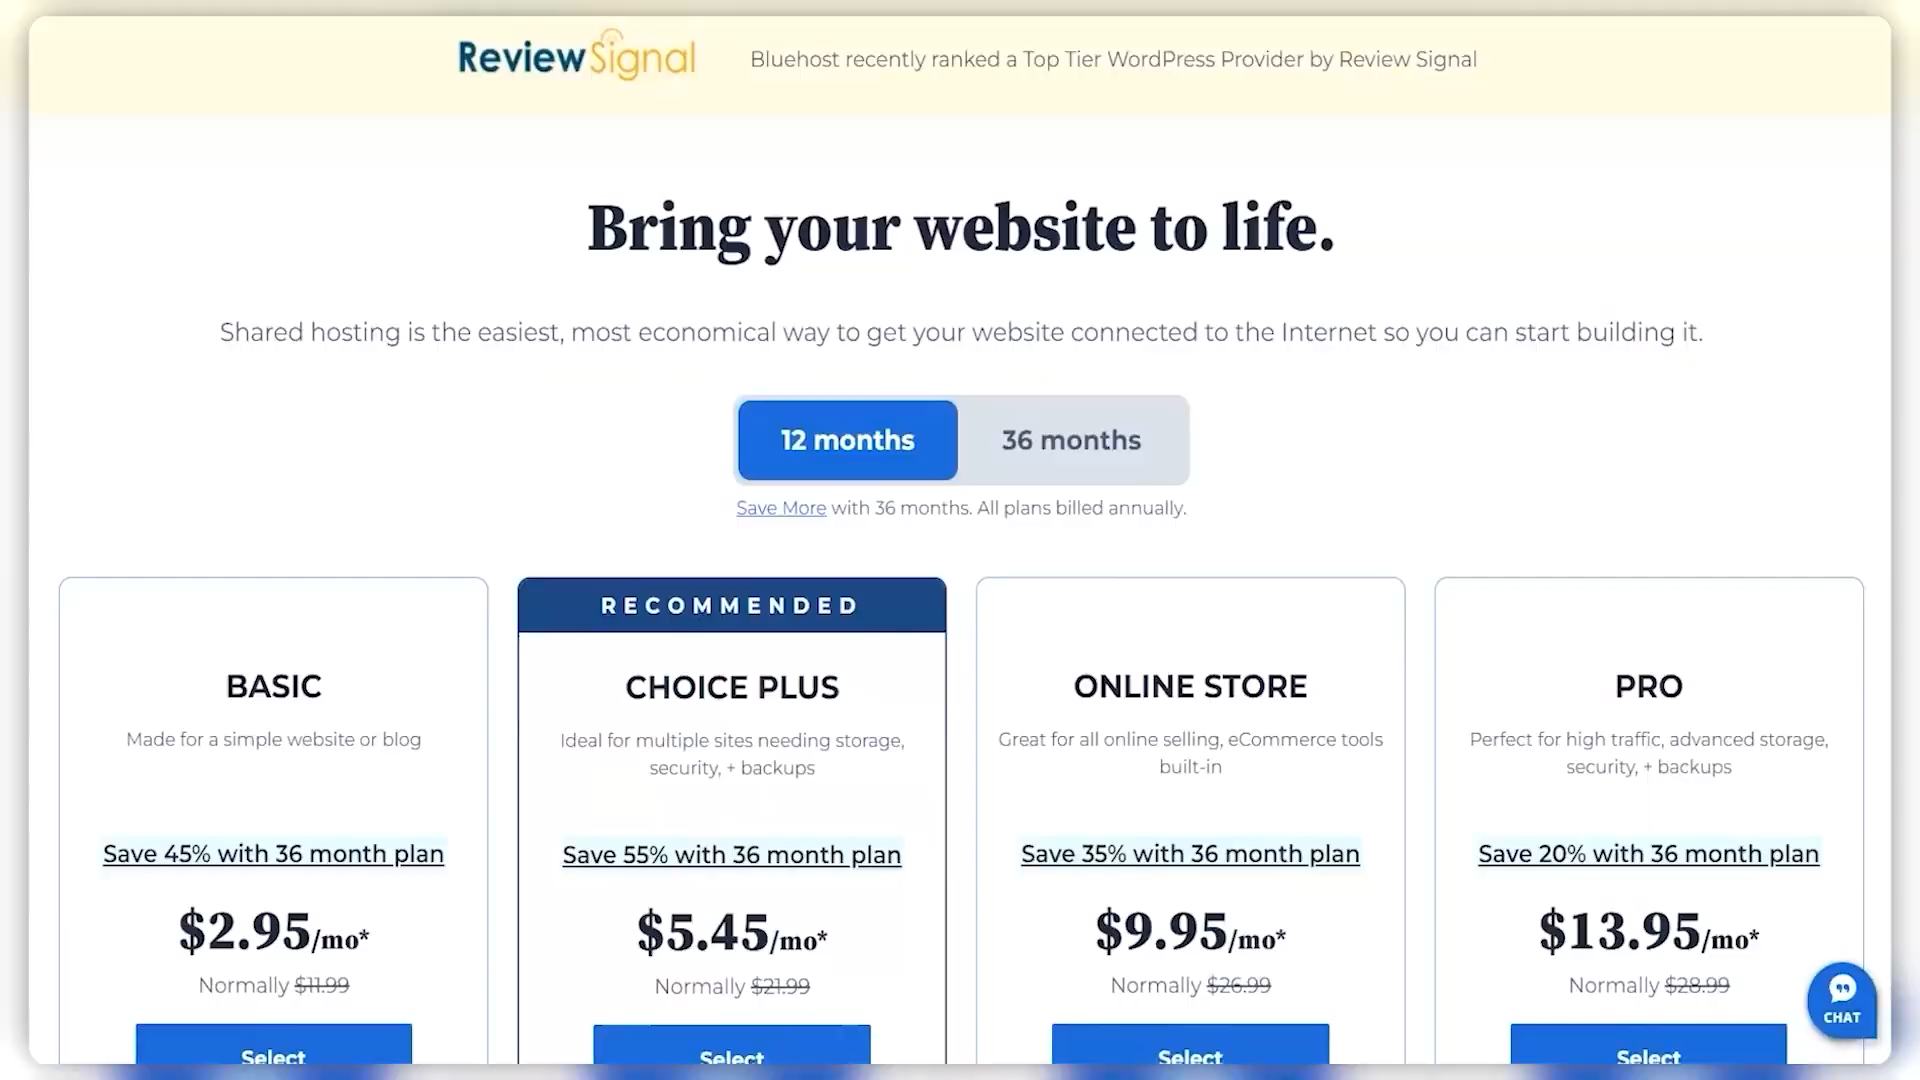 ReviewSignal
Bluehost recently ranked a Top Tier WordPress Provider by Review Signal
Bring your website to life.
Shared hosting is the easiest, most economical way to get your website connected to the Internet so you can start building it.
12 months
36 months
Save More with 36 months. All plans billed annually.
BASIC
Made for a simple website or blog
Save 45% with 36 month plan
$2.95/mo*
Normally $11.99
Select
RECOMMENDED
CHOICE PLUS
Ideal for multiple sites needing storage,
security, + backups
Save 55% with 36 month plan
$5.45/mo*
Normally $21.99
Select
ONLINE STORE
Great for all online selling, eCommerce tools
built-in
Save 35% with 36 month plan
$9.95/mo*
Normally $26.99
Select
PRO
Perfect for high traffic, advanced storage,
security, + backups
Save 20% with 36 month plan
$13.95/mo*
Normally $28.99
Select
CHAT